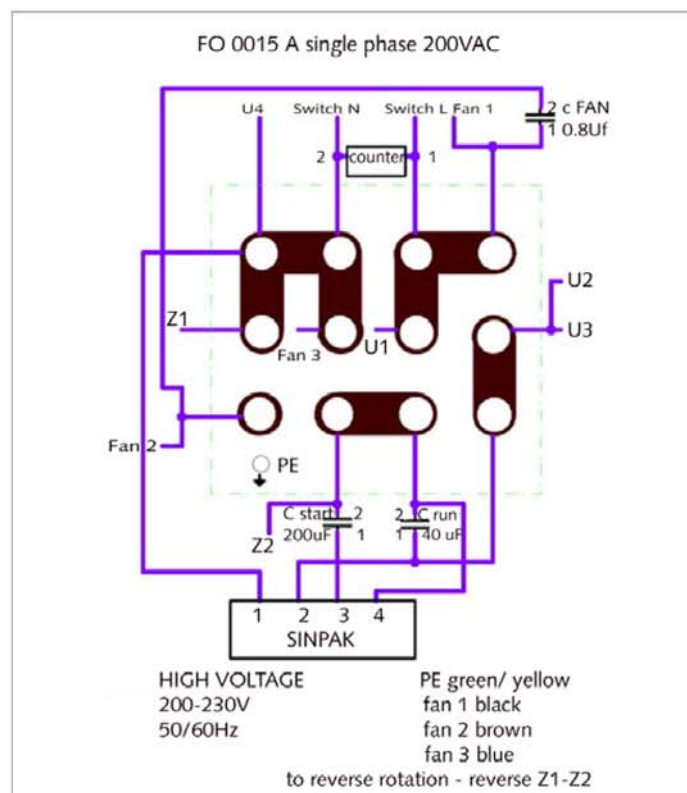 FO 0015 A single phase 200VAC
U4 Switch N Switch L Fan 1
2 c FAN
1 0.8Uf
2 counter 1
U2
Z1
U3
U1
Fan 3
Fan 2
PE
C start 2
200uF 1
2 C run
1 40 uF
Z2
1 2 3 4
SINPAK
HIGH VOLTAGE
200-230V
50/60Hz
PE green/ yellow
fan 1 black
fan 2 brown
fan 3 blue
to reverse rotation - reverse Z1-Z2